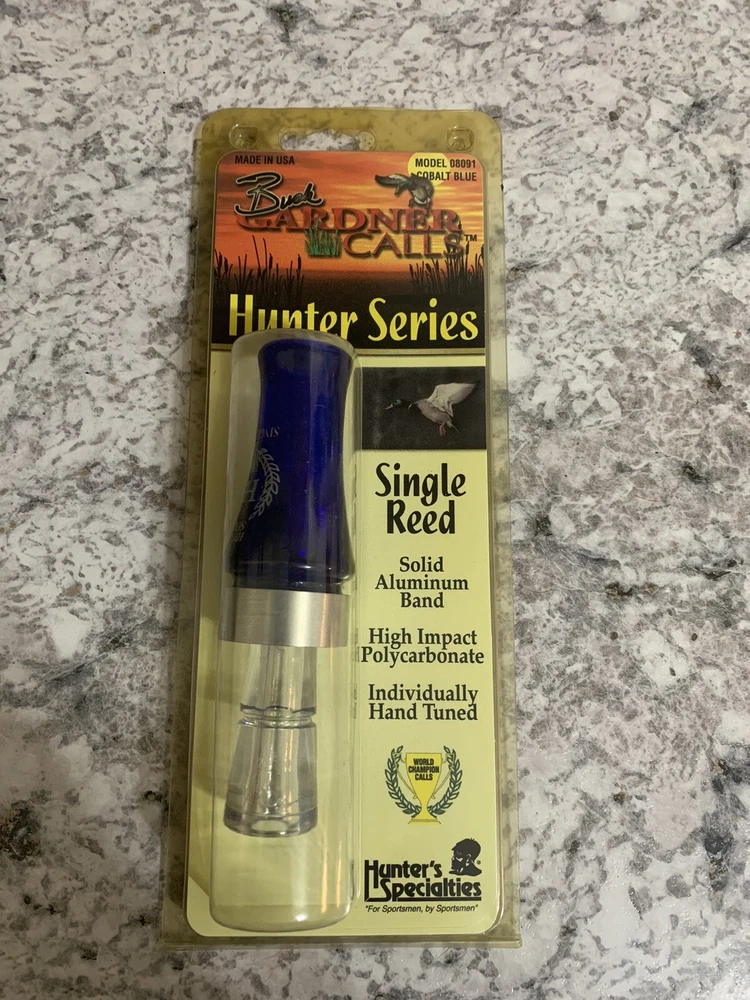 MADE IN USA
MODEL 08091
COBALT BLUE
Buck
GARDNER
CALLS™
Hunter Series
Single
Reed
Solid
Aluminum
Band
High Impact
Polycarbonate
Individually
Hand Tuned
WORLD
CHAMPION
CALLS
Hunter's
Specialties®
"For Sportsmen, by Sportsmen"